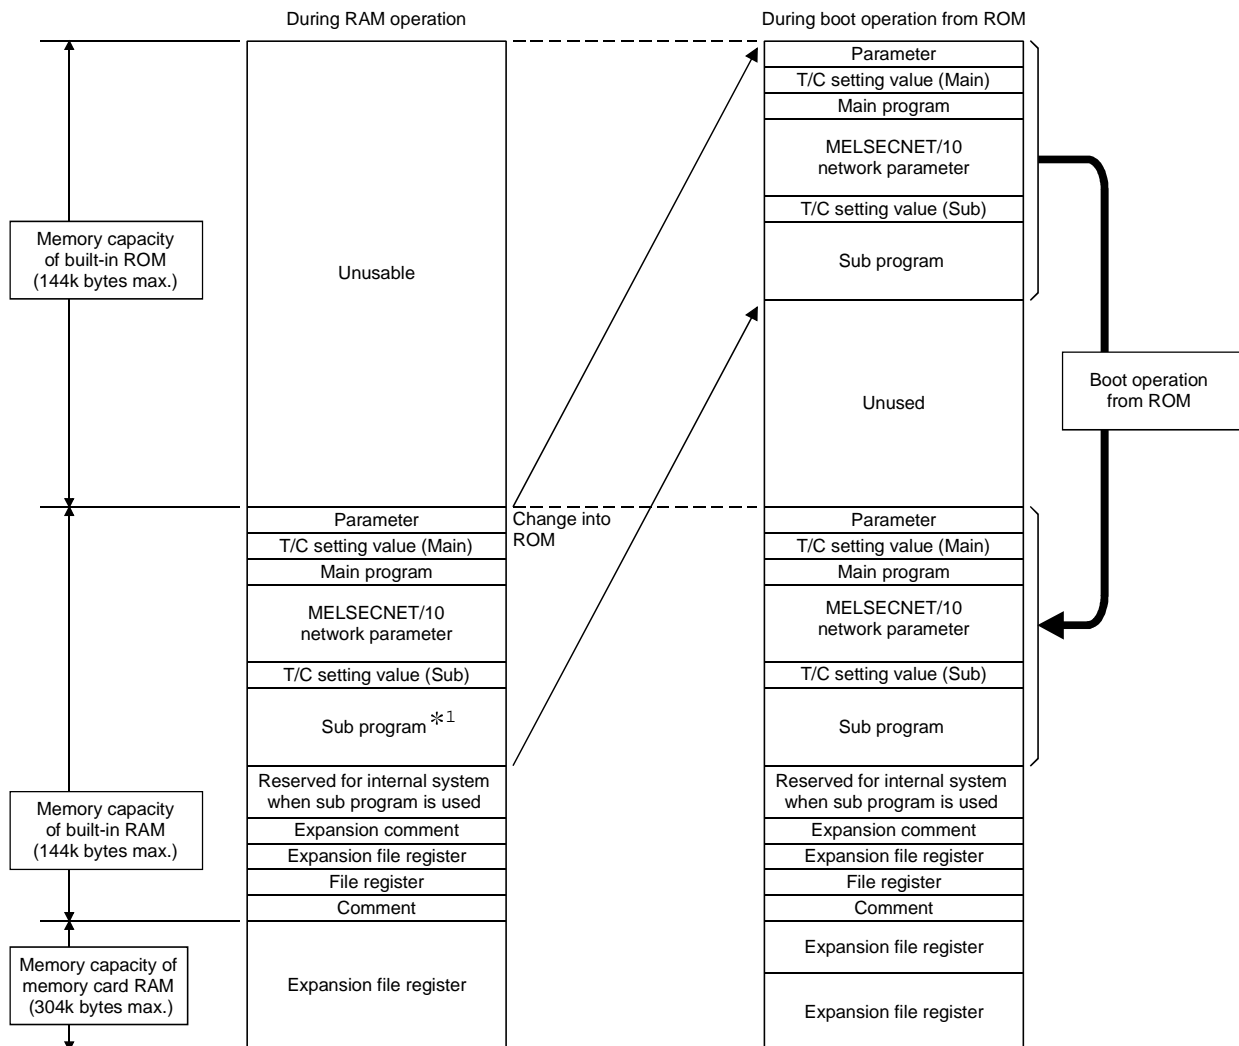 During RAM operation
During boot operation from ROM
Memory capacity
of built-in ROM
(144k bytes max.)
Memory capacity
of built-in RAM
(144k bytes max.)
Memory capacity of
memory card RAM
(304k bytes max.)
Unusable
Parameter
T/C setting value (Main)
Main program
MELSECNET/10
network parameter
T/C setting value (Sub)
Sub program *1
Reserved for internal system
when sub program is used
Expansion comment
Expansion file register
File register
Comment
Expansion file register
Change into
ROM
Parameter
T/C setting value (Main)
Main program
MELSECNET/10
network parameter
T/C setting value (Sub)
Sub program
Unused
Parameter
T/C setting value (Main)
Main program
MELSECNET/10
network parameter
T/C setting value (Sub)
Sub program
Reserved for internal system
when sub program is used
Expansion comment
Expansion file register
File register
Comment
Expansion file register
Expansion file register
Boot operation
from ROM